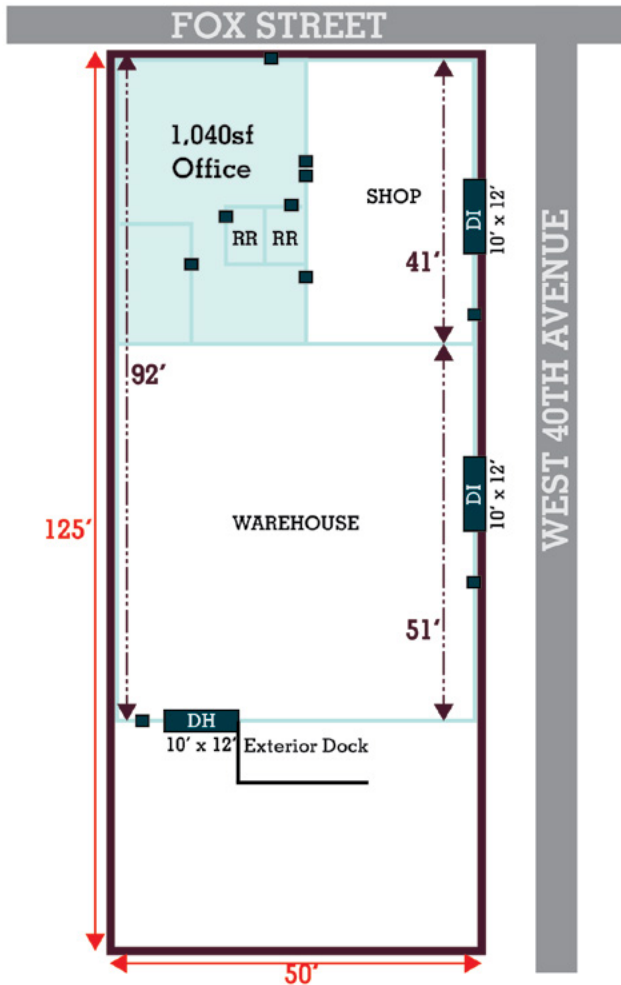 FOX STREET
1,040sf
Office
RR
RR
SHOP
DI
10' x 12'
41'
92'
WEST 40TH AVENUE
DI
10' x 12'
WAREHOUSE
125'
51'
DH
10' x 12'
Exterior Dock
50'